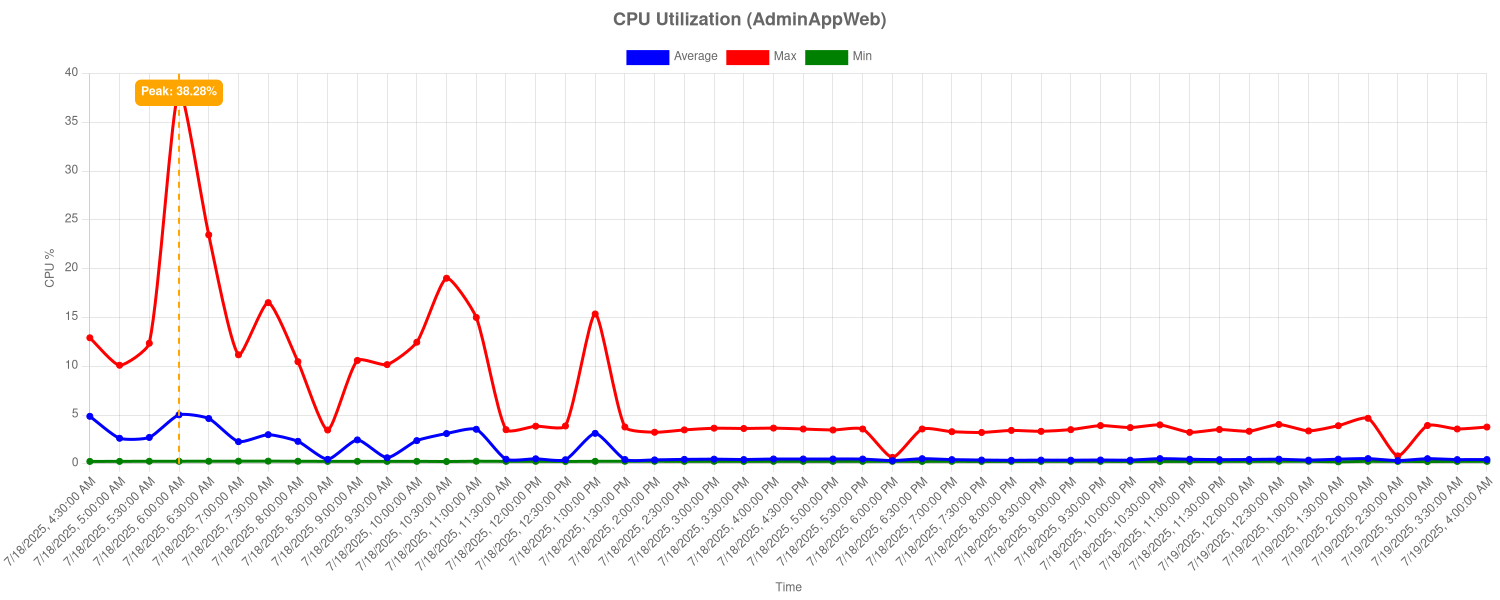 CPU Utilization (AdminAppWeb)
Average
Max
Min
Peak: 38.28%
40
35
30
25
20
15
10
5
0
CPU %
7/18/2025, 4:30:00 AM
7/18/2025, 5:00:00 AM
7/18/2025, 5:30:00 AM
7/18/2025, 6:00:00 AM
7/18/2025, 6:30:00 AM
7/18/2025, 7:00:00 AM
7/18/2025, 7:30:00 AM
7/18/2025, 8:00:00 AM
7/18/2025, 8:30:00 AM
7/18/2025, 9:00:00 AM
7/18/2025, 9:30:00 AM
7/18/2025, 10:00:00 AM
7/18/2025, 10:30:00 AM
7/18/2025, 11:00:00 AM
7/18/2025, 11:30:00 AM
7/18/2025, 12:00:00 PM
7/18/2025, 12:30:00 PM
7/18/2025, 1:00:00 PM
7/18/2025, 1:30:00 PM
7/18/2025, 2:00:00 PM
7/18/2025, 2:30:00 PM
7/18/2025, 3:00:00 PM
7/18/2025, 3:30:00 PM
7/18/2025, 4:00:00 PM
7/18/2025, 4:30:00 PM
7/18/2025, 5:00:00 PM
7/18/2025, 5:30:00 PM
7/18/2025, 6:00:00 PM
7/18/2025, 6:30:00 PM
7/18/2025, 7:00:00 PM
7/18/2025, 7:30:00 PM
7/18/2025, 8:00:00 PM
7/18/2025, 8:30:00 PM
7/18/2025, 9:00:00 PM
7/18/2025, 9:30:00 PM
7/18/2025, 10:00:00 PM
7/18/2025, 10:30:00 PM
7/18/2025, 11:00:00 PM
7/18/2025, 11:30:00 PM
7/19/2025, 12:00:00 AM
7/19/2025, 12:30:00 AM
7/19/2025, 1:00:00 AM
7/19/2025, 1:30:00 AM
7/19/2025, 2:00:00 AM
7/19/2025, 2:30:00 AM
7/19/2025, 3:00:00 AM
7/19/2025, 3:30:00 AM
7/19/2025, 4:00:00 AM
Time